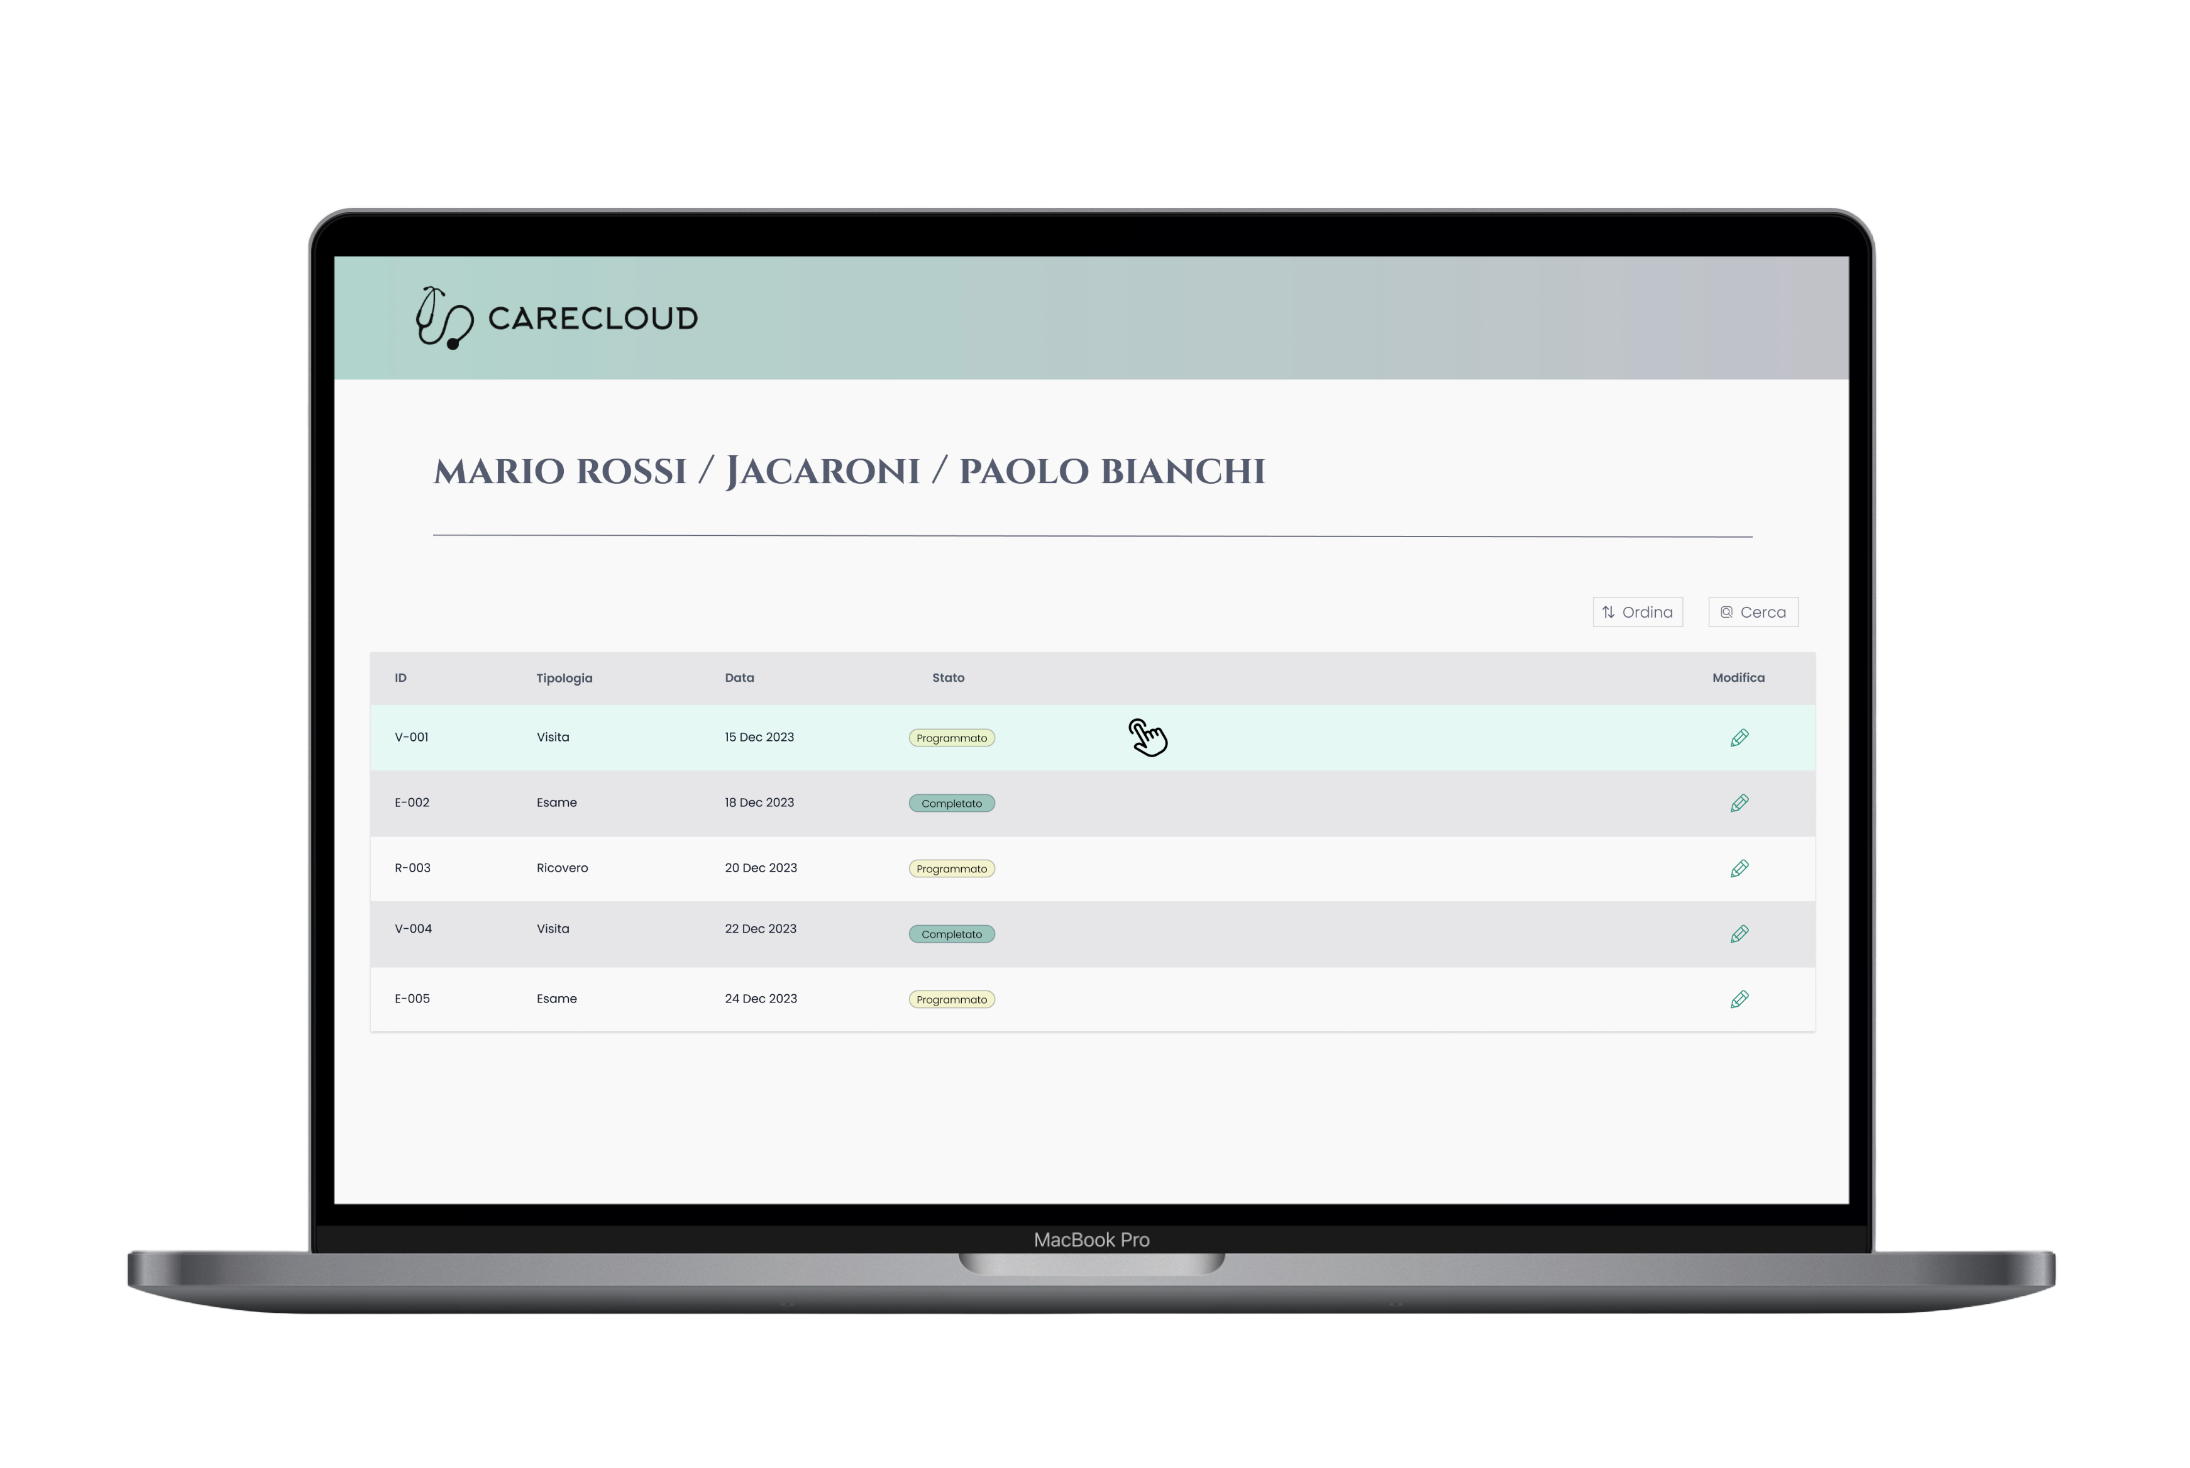 CARECLOUD
MARIO ROSSI / JACARONI / PAOLO BIANCHI
Ordina Cerca
ID Tipologia Data Stato Modifica
V-001 Visita 15 Dec 2023 Programmato
E-002 Esame 18 Dec 2023 Completato
R-003 Ricovero 20 Dec 2023 Programmato
V-004 Visita 22 Dec 2023 Completato
E-005 Esame 24 Dec 2023 Programmato
MacBook Pro